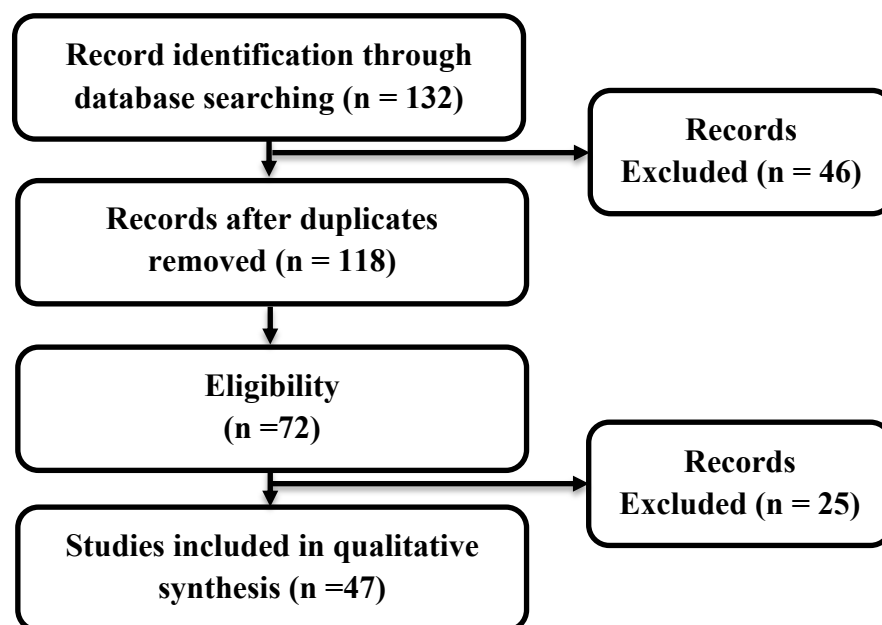 Record identification through
database searching (n = 132)
Records
Excluded (n = 46)
Records after duplicates
removed (n = 118)
Eligibility
(n =72)
Records
Excluded (n = 25)
Studies included in qualitative
synthesis (n =47)